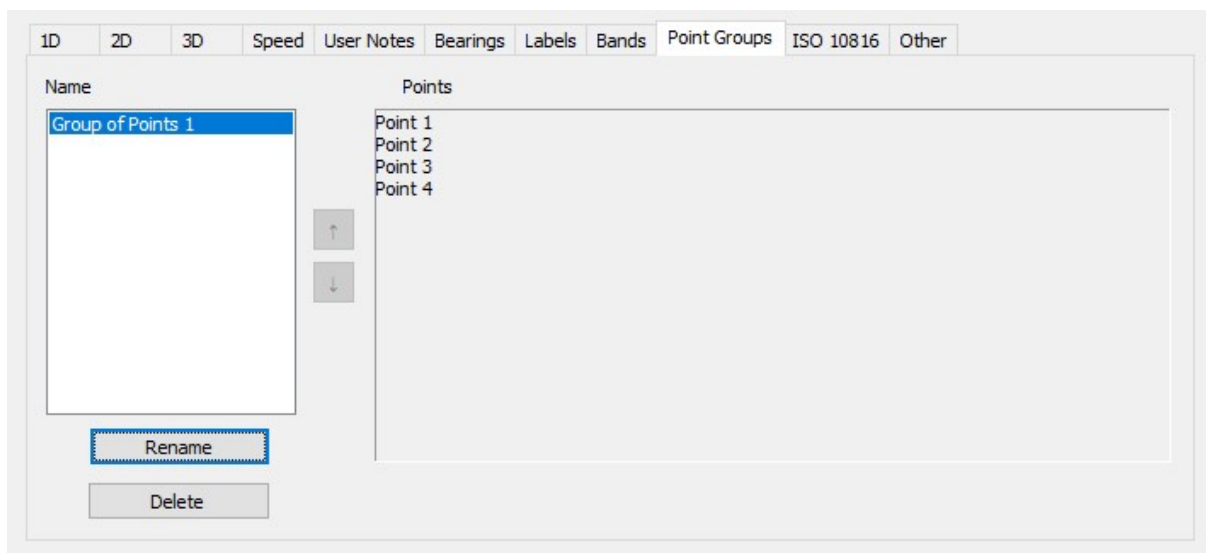 1D 2D 3D Speed User Notes Bearings Labels Bands Point Groups ISO 10816 Other
Name Points
Group of Points 1
Point 1
Point 2
Point 3
Point 4
↑
↓
Rename
Delete